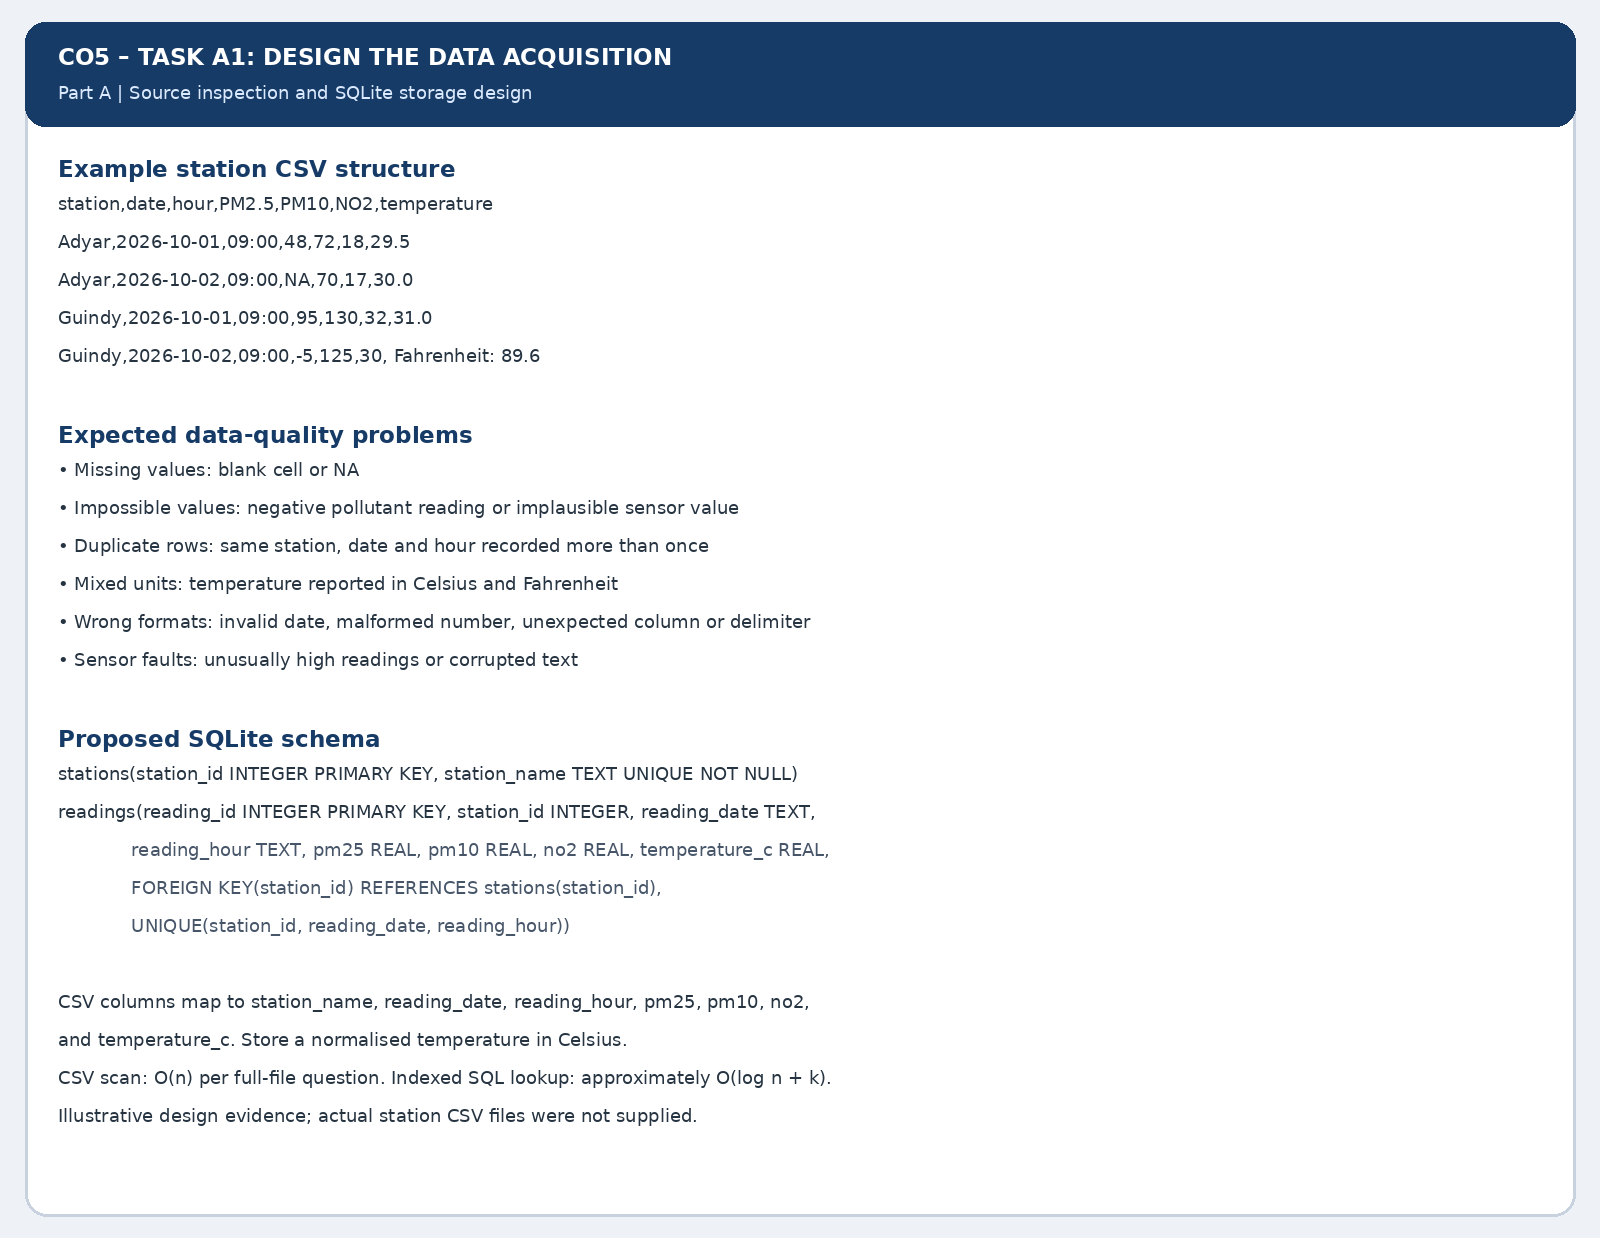 CO5 – TASK A1: DESIGN THE DATA ACQUISITION
Part A | Source inspection and SQLite storage design
Example station CSV structure
station,date,hour,PM2.5,PM10,NO2,temperature
Adyar,2026-10-01,09:00,48,72,18,29.5
Adyar,2026-10-02,09:00,NA,70,17,30.0
Guindy,2026-10-01,09:00,95,130,32,31.0
Guindy,2026-10-02,09:00,-5,125,30, Fahrenheit: 89.6
Expected data-quality problems
• Missing values: blank cell or NA
• Impossible values: negative pollutant reading or implausible sensor value
• Duplicate rows: same station, date and hour recorded more than once
• Mixed units: temperature reported in Celsius and Fahrenheit
• Wrong formats: invalid date, malformed number, unexpected column or delimiter
• Sensor faults: unusually high readings or corrupted text
Proposed SQLite schema
stations(station_id INTEGER PRIMARY KEY, station_name TEXT UNIQUE NOT NULL)
readings(reading_id INTEGER PRIMARY KEY, station_id INTEGER, reading_date TEXT,
reading_hour TEXT, pm25 REAL, pm10 REAL, no2 REAL, temperature_c REAL,
FOREIGN KEY(station_id) REFERENCES stations(station_id),
UNIQUE(station_id, reading_date, reading_hour))
CSV columns map to station_name, reading_date, reading_hour, pm25, pm10, no2,
and temperature_c. Store a normalised temperature in Celsius.
CSV scan: O(n) per full-file question. Indexed SQL lookup: approximately O(log n + k).
Illustrative design evidence; actual station CSV files were not supplied.